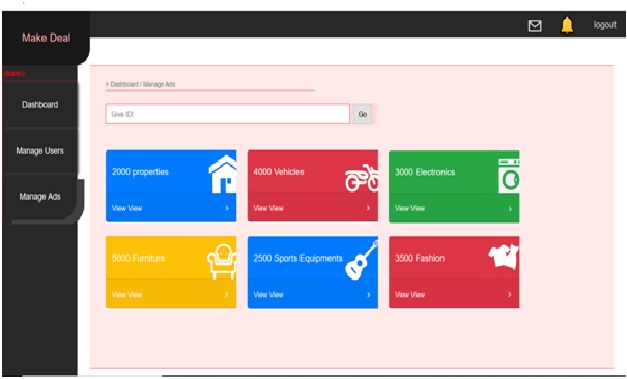 Make Deal
logout
(Admin)
Dashboard
Manage Users
Manage Ads
> Dashboard / Manage Ads
Give ID!
Go
2000 properties
View View
>
4000 Vehicles
View View
>
3000 Electronics
View View
>
5000 Furniture
View View
>
2500 Sports Equipments
View View
>
3500 Fashion
View View
>